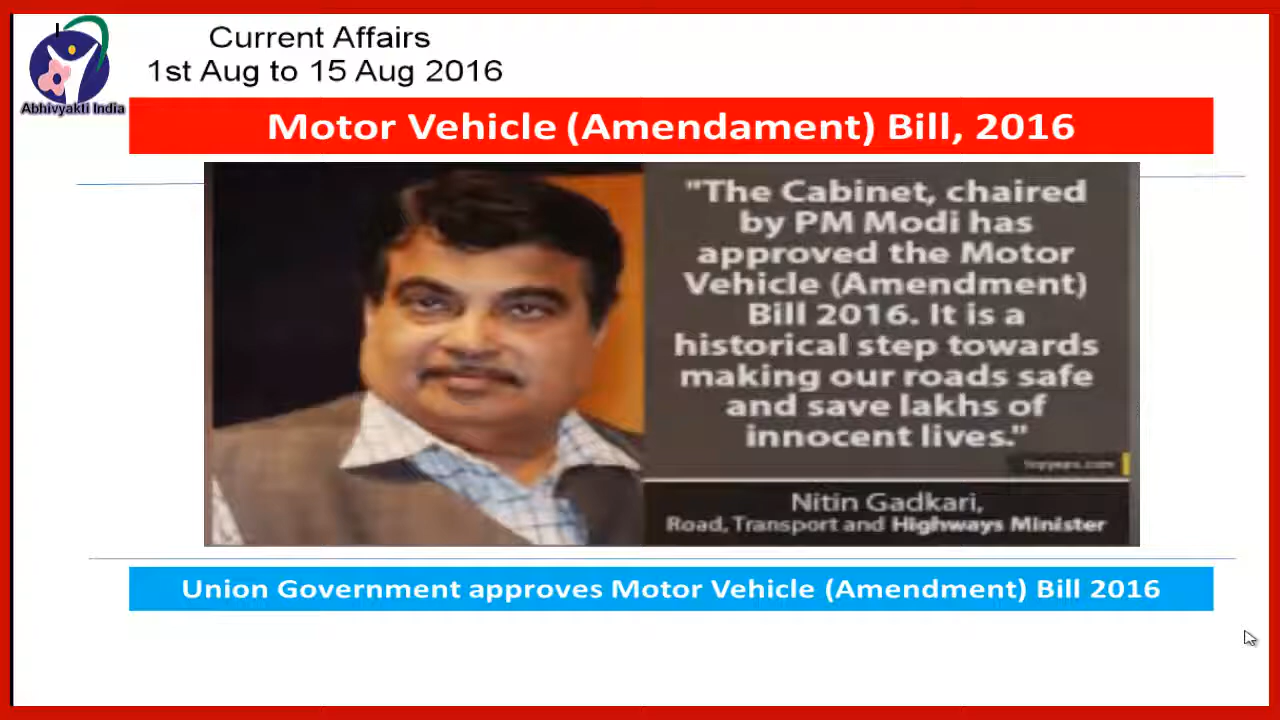 Current Affairs
1st Aug to 15 Aug 2016
Abhivyakti India
Motor Vehicle (Amendament) Bill, 2016
"The Cabinet, chaired
by PM Modi has
approved the Motor
Vehicle (Amendment)
Bill 2016. It is a
historical step towards
making our roads safe
and save lakhs of
innocent lives."
Nitin Gadkari,
Road, Transport and Highways Minister
Union Government approves Motor Vehicle (Amendment) Bill 2016